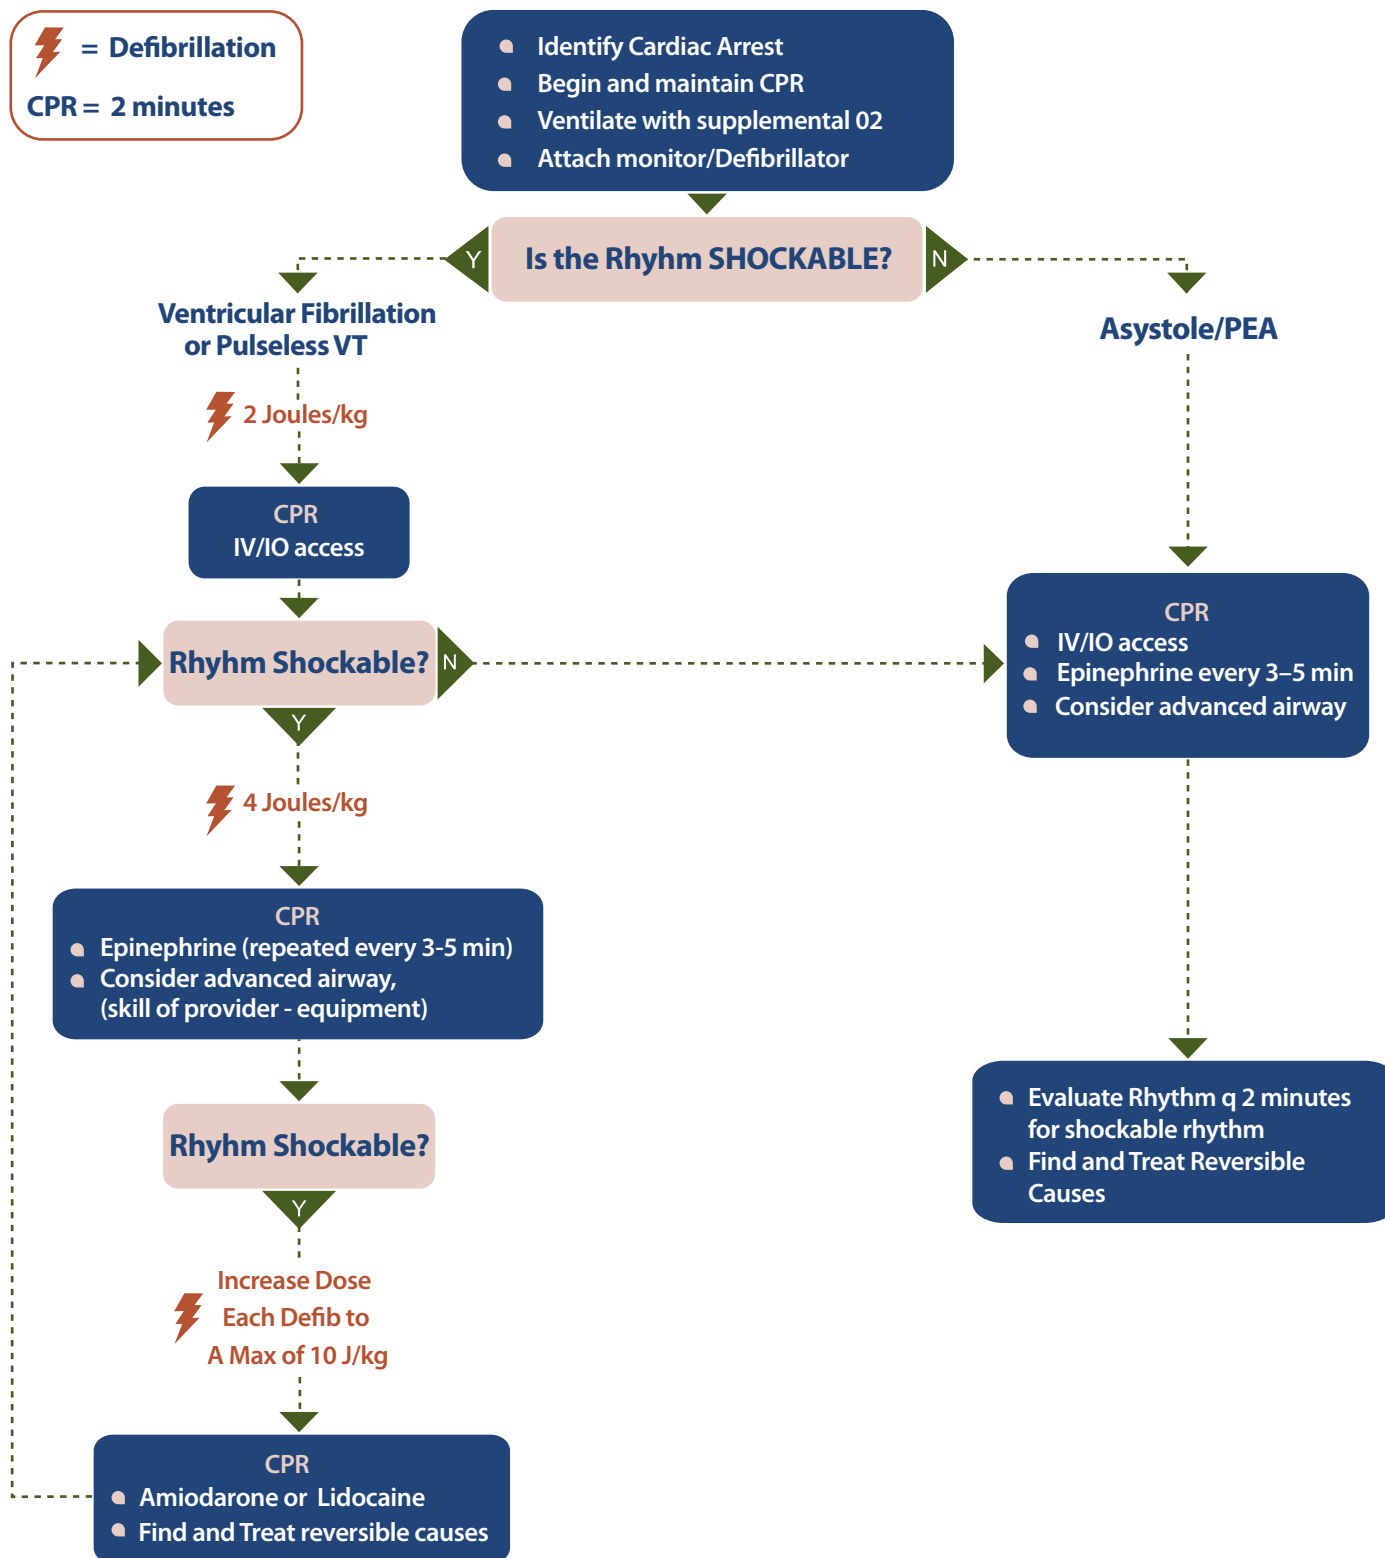 = Defibrillation
CPR = 2 minutes
Identify Cardiac Arrest
Begin and maintain CPR
Ventilate with supplemental 02
Attach monitor/Defibrillator
Is the Rhyhm SHOCKABLE?
Y
N
Ventricular Fibrillation
or Pulseless VT
Asystole/PEA
2 Joules/kg
CPR
IV/IO access
Rhyhm Shockable?
N
Y
CPR
IV/IO access
Epinephrine every 3–5 min
Consider advanced airway
4 Joules/kg
CPR
Epinephrine (repeated every 3-5 min)
Consider advanced airway,
(skill of provider - equipment)
Rhyhm Shockable?
Y
Evaluate Rhythm q 2 minutes
for shockable rhythm
Find and Treat Reversible
Causes
Increase Dose
Each Defib to
A Max of 10 J/kg
CPR
Amiodarone or Lidocaine
Find and Treat reversible causes